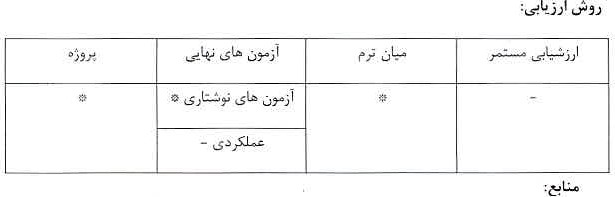 روش ارزیابی:
ارزشیابی مستمر میان ترم آزمون های نهایی پروژه
- * آزمون های نوشتاری * *
عملکردی -
منابع: